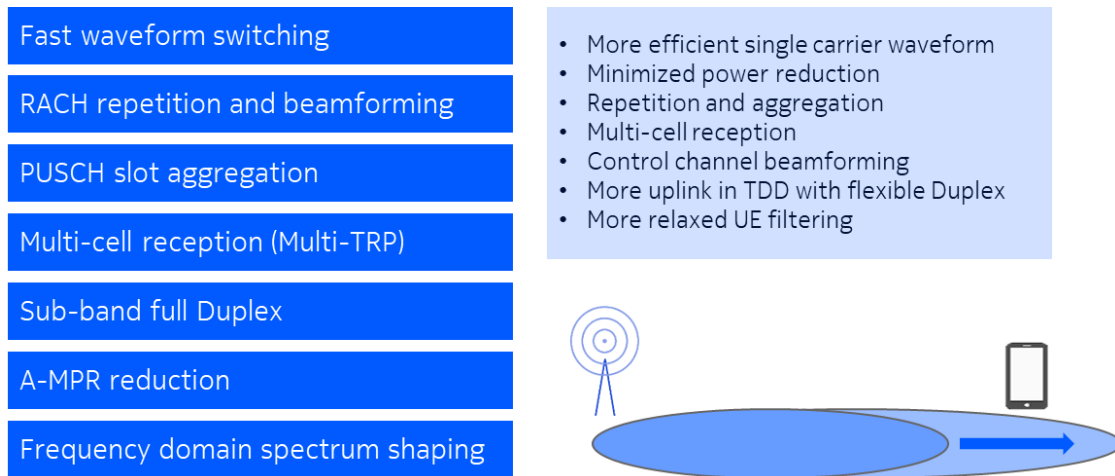 Fast waveform switching
RACH repetition and beamforming
PUSCH slot aggregation
Multi-cell reception (Multi-TRP)
Sub-band full Duplex
A-MPR reduction
Frequency domain spectrum shaping
• More efficient single carrier waveform
• Minimized power reduction
• Repetition and aggregation
• Multi-cell reception
• Control channel beamforming
• More uplink in TDD with flexible Duplex
• More relaxed UE filtering